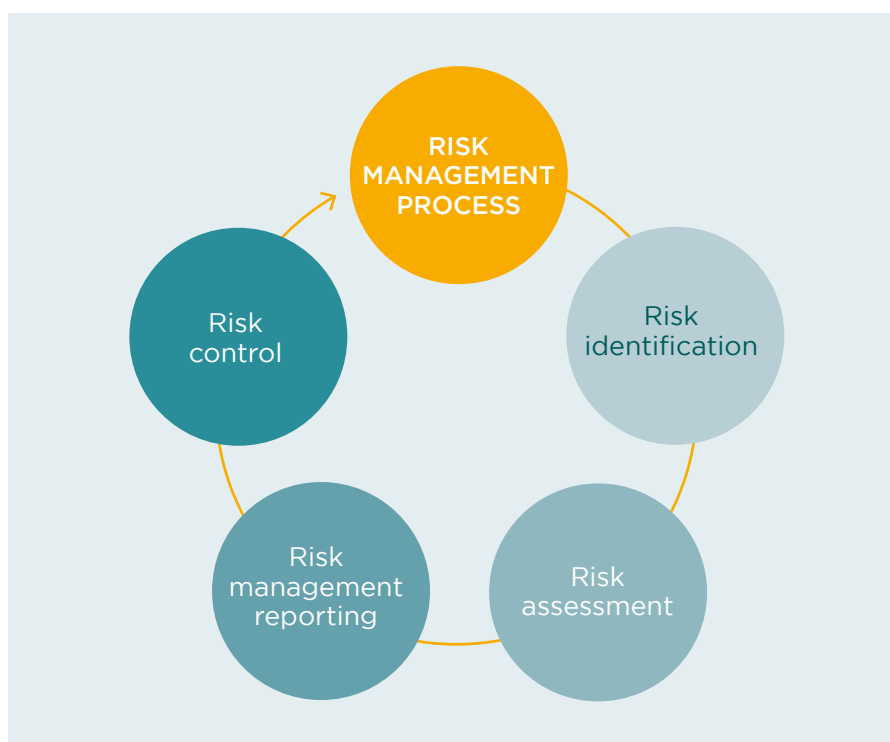 RISK
MANAGEMENT
PROCESS
Risk
identification
Risk
assessment
Risk
management
reporting
Risk
control